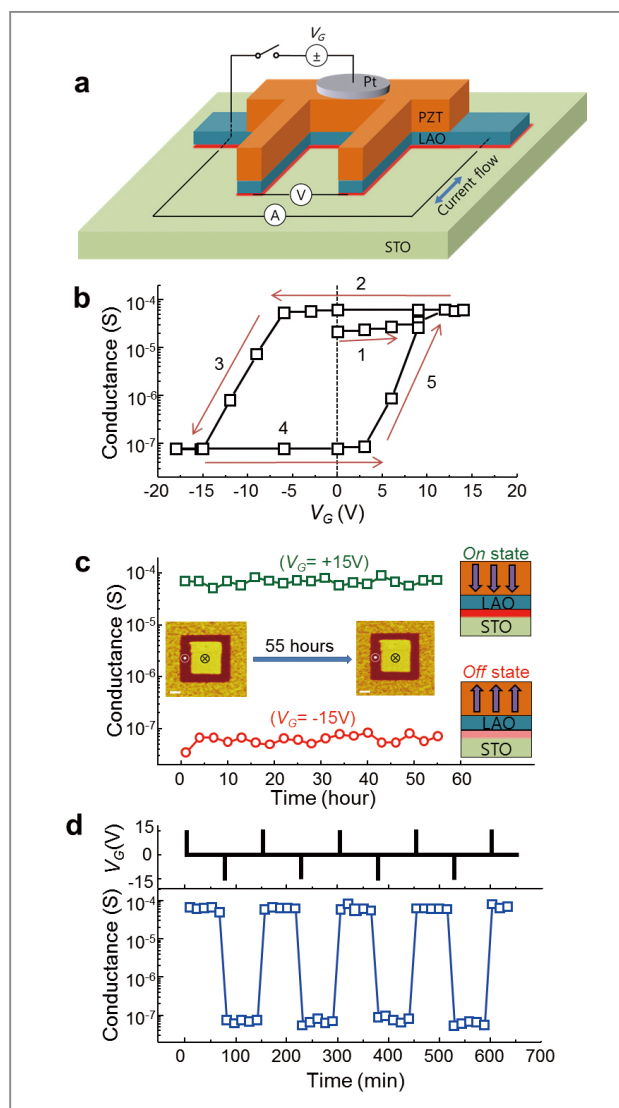 a
V_G
±
Pt
PZT
LAO
V
A
Current flow
STO
b
Conductance (S)
10⁻⁴
10⁻⁵
10⁻⁶
10⁻⁷
2
1
3
5
4
-20 -15 -10 -5 0 5 10 15 20
V_G (V)
c
Conductance (S)
10⁻⁴
10⁻⁵
10⁻⁶
10⁻⁷
(V_G= +15V)
55 hours
(V_G= -15V)
0 10 20 30 40 50 60
Time (hour)
On state
LAO
STO
Off state
LAO
STO
d
V_G(V)
15
0
-15
Conductance (S)
10⁻⁴
10⁻⁵
10⁻⁶
10⁻⁷
0 100 200 300 400 500 600 700
Time (min)